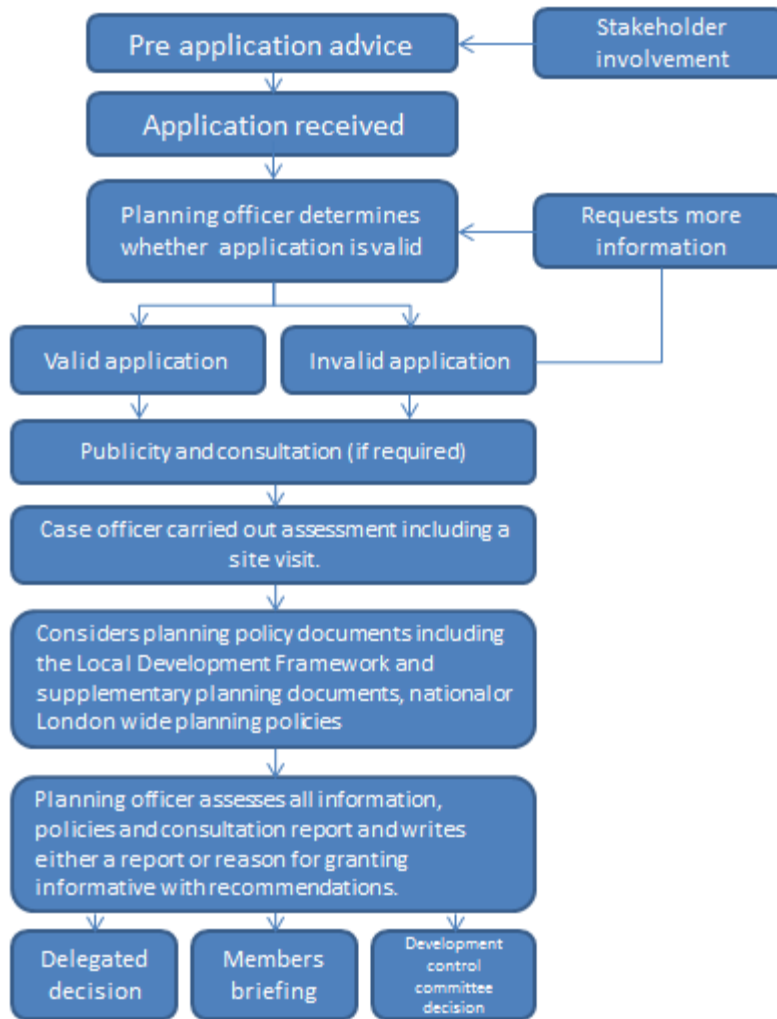 Pre application advice
Stakeholder
involvement
Application received
Planning officer determines
whether application is valid
Requests more
information
Valid application
Invalid application
Publicity and consultation (if required)
Case officer carried out assessment including a
site visit.
Considers planning policy documents including
the Local Development Framework and
supplementary planning documents, nationalor
London wide planning policies
Planning officer assesses all information,
policies and consultation report and writes
either a report or reason for granting
informative with recommendations.
Delegated
decision
Members
briefing
Development
control
committee
decision